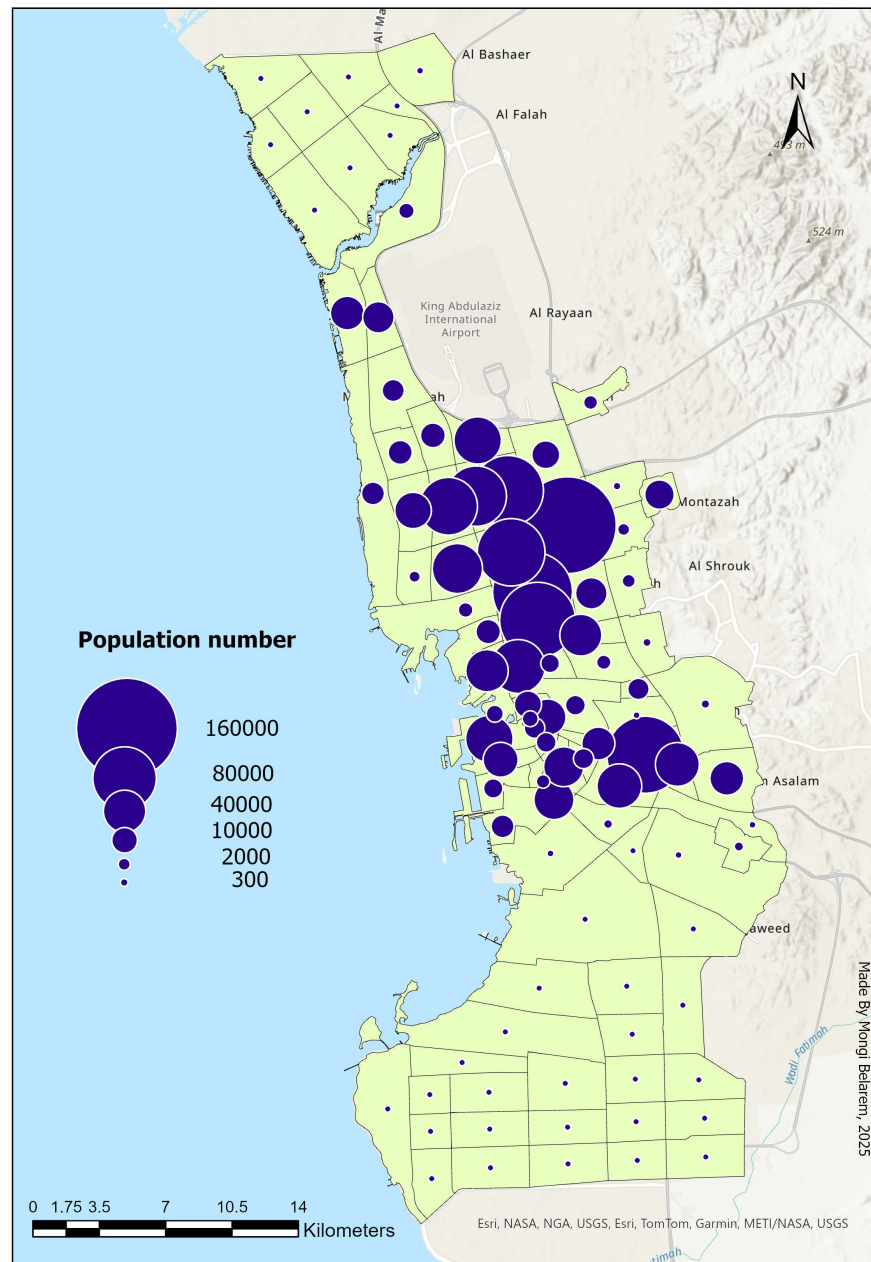 Al Ma
Al Bashaer
N
Al Falah
493 m
524 m
King Abdulaziz
International
Airport
Al Rayaan
M
ah
n
Montazah
Al Shrouk
h
Population number
160000
80000
40000
10000
2000
300
n
n Asalam
aweed
Made By Mongi Belarem, 2025
Wadi Fatimah
0 1.75 3.5 7 10.5 14
Kilometers
Esri, NASA, NGA, USGS, Esri, TomTom, Garmin, METI/NASA, USGS
timah